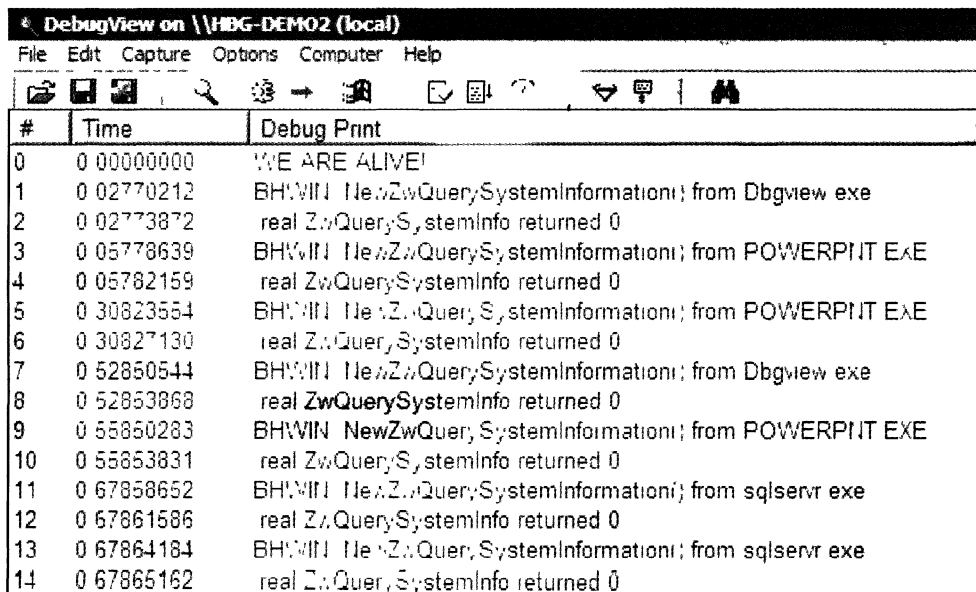 DebugView on \\HBG-DEMO2 (local)
File Edit Capture Options Computer Help
# Time Debug Print
0 0 00000000 WE ARE ALIVE!
1 0 02770212 BHWIN NewZwQuerySystemInformation() from Dbgview exe
2 0 02773872 real ZwQuerySystemInfo returned 0
3 0 05778639 BHWIN NewZwQuerySystemInformation() from POWERPNT EXE
4 0 05782159 real ZwQuerySystemInfo returned 0
5 0 30823554 BHWIN NewZwQuerySystemInformation() from POWERPNT EXE
6 0 30827130 real ZwQuerySystemInfo returned 0
7 0 52850544 BHWIN NewZwQuerySystemInformation() from Dbgview exe
8 0 52853868 real ZwQuerySystemInfo returned 0
9 0 55850283 BHWIN NewZwQuerySystemInformation() from POWERPNT EXE
10 0 55853831 real ZwQuerySystemInfo returned 0
11 0 67858652 BHWIN NewZwQuerySystemInformation() from sqlservr exe
12 0 67861586 real ZwQuerySystemInfo returned 0
13 0 67864184 BHWIN NewZwQuerySystemInformation() from sqlservr exe
14 0 67865162 real ZwQuerySystemInfo returned 0